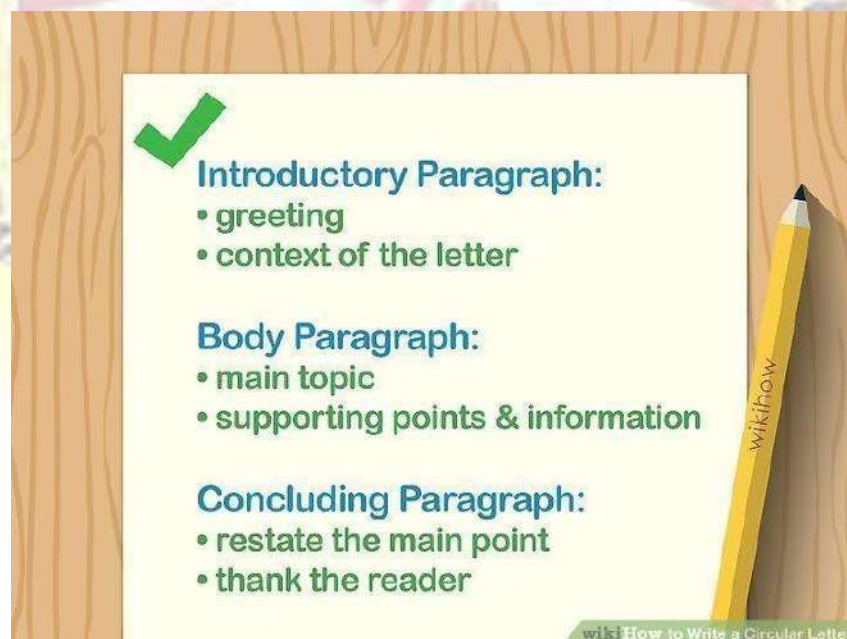 Introductory Paragraph:
• greeting
• context of the letter
Body Paragraph:
• main topic
• supporting points & information
Concluding Paragraph:
• restate the main point
• thank the reader
wikihow
wikiHow to Write a Circular Lette